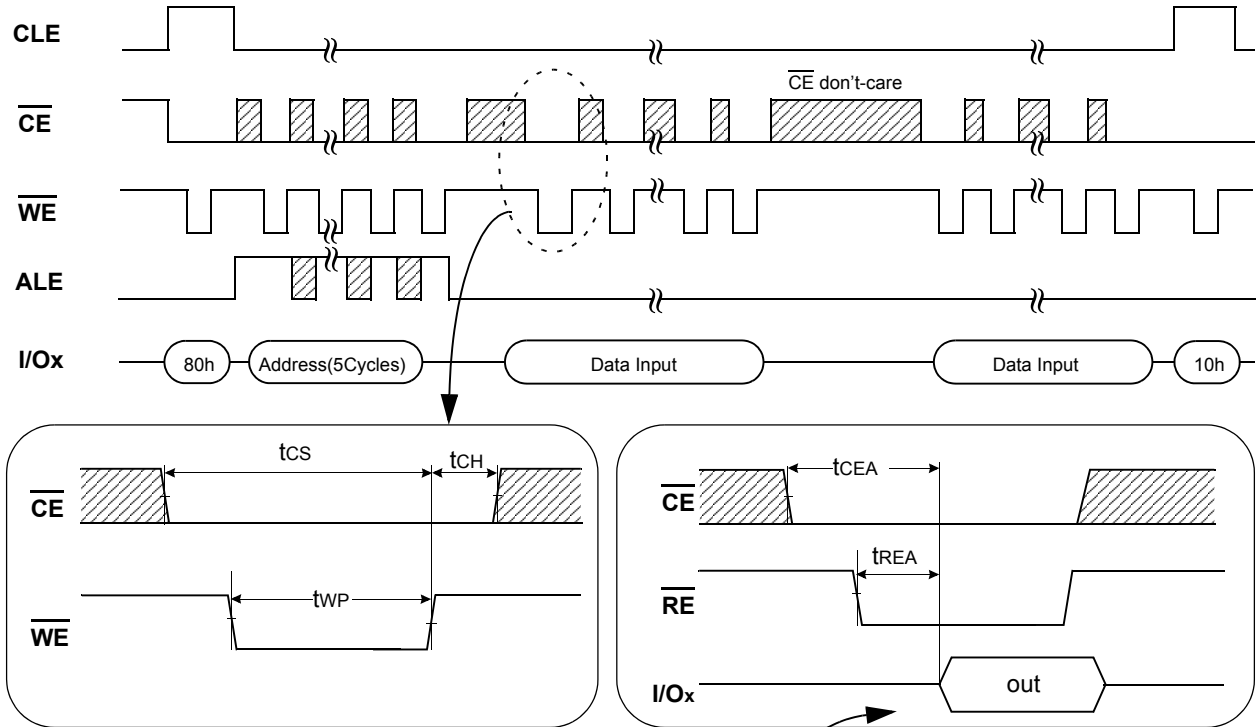 CLE
CE don't-care
CE
WE
ALE
I/Ox 80h Address(5Cycles) Data Input Data Input 10h
tCS tCH
CE
tWP
WE
tCEA
CE
tREA
RE
I/Ox out